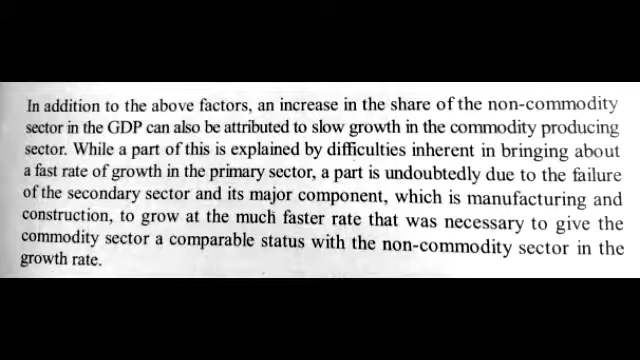 In addition to the above factors, an increase in the share of the non-commodity
sector in the GDP can also be attributed to slow growth in the commodity producing
sector. While a part of this is explained by difficulties inherent in bringing about
a fast rate of growth in the primary sector, a part is undoubtedly due to the failure
of the secondary sector and its major component, which is manufacturing and
construction, to grow at the much faster rate that was necessary to give the
commodity sector a comparable status with the non-commodity sector in the
growth rate.